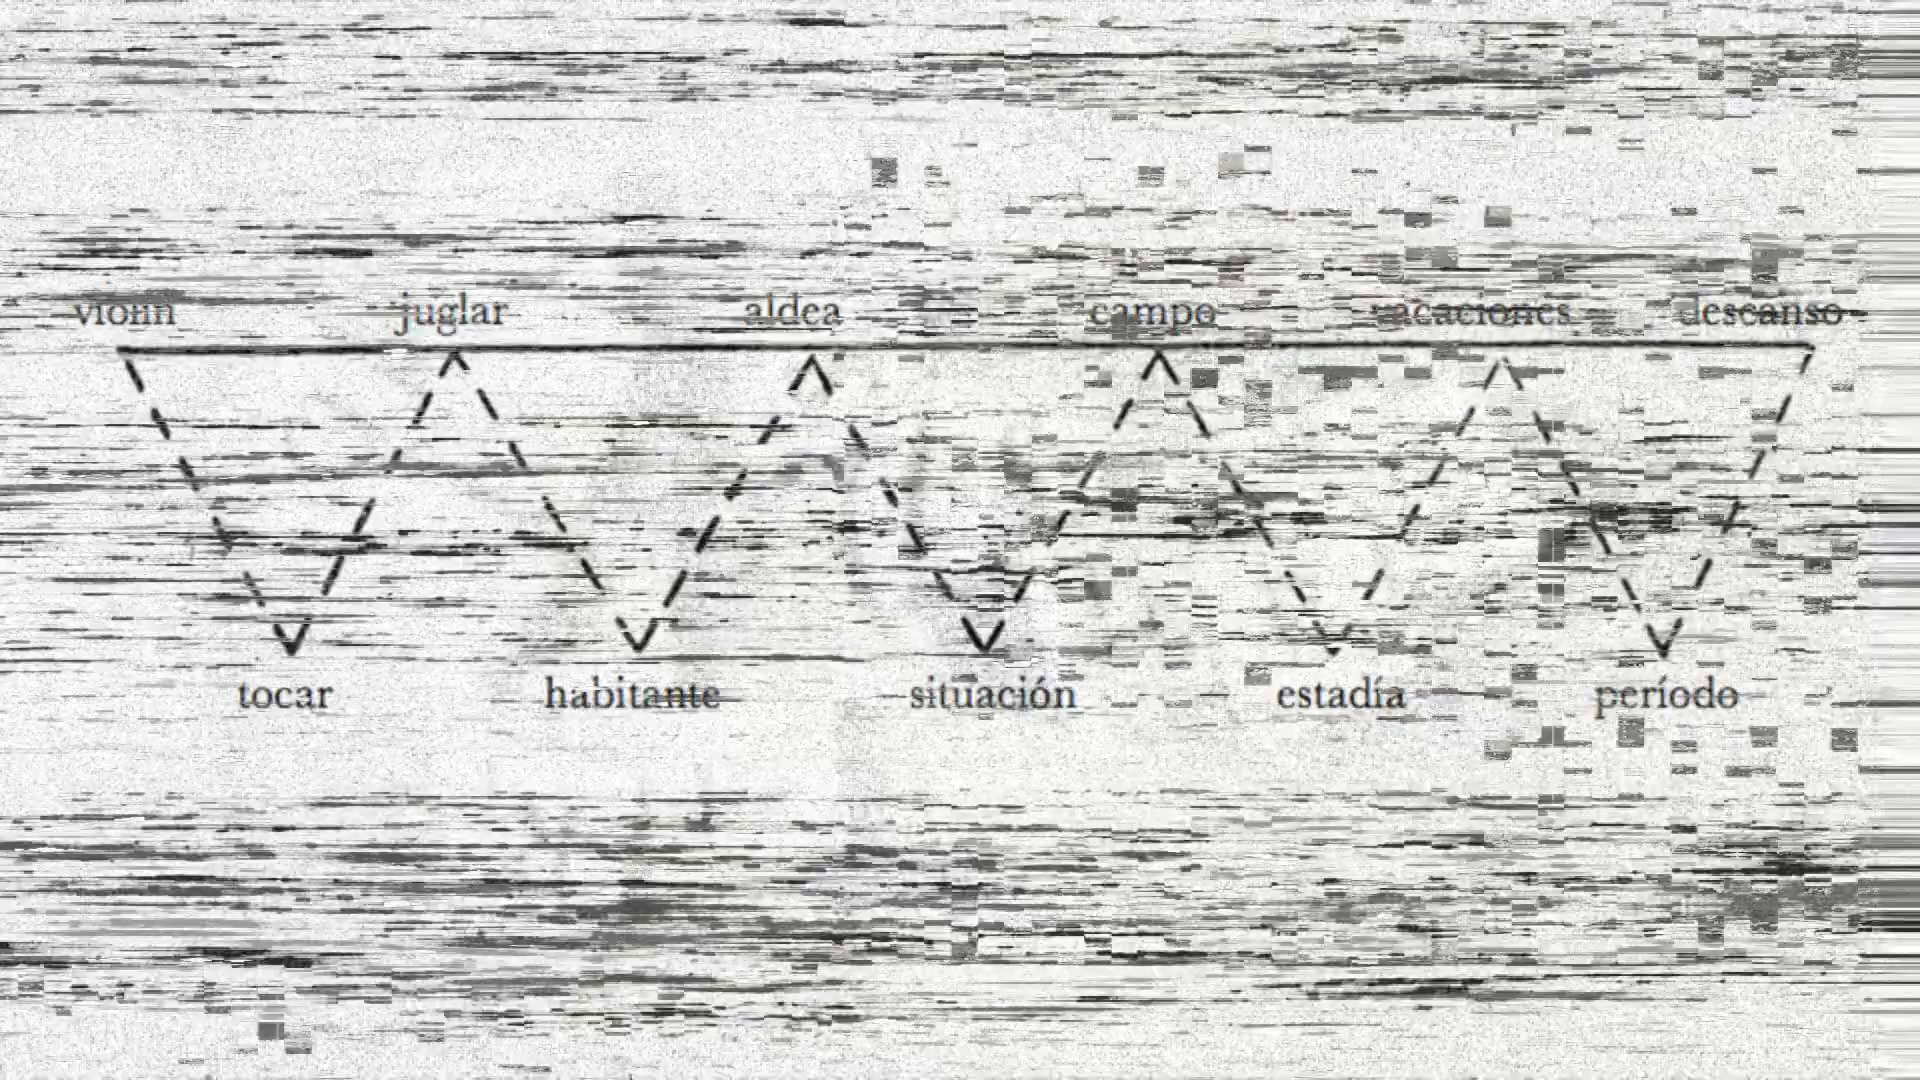 violín juglar aldea campo vacaciones descanso
tocar habitante situación estadía período